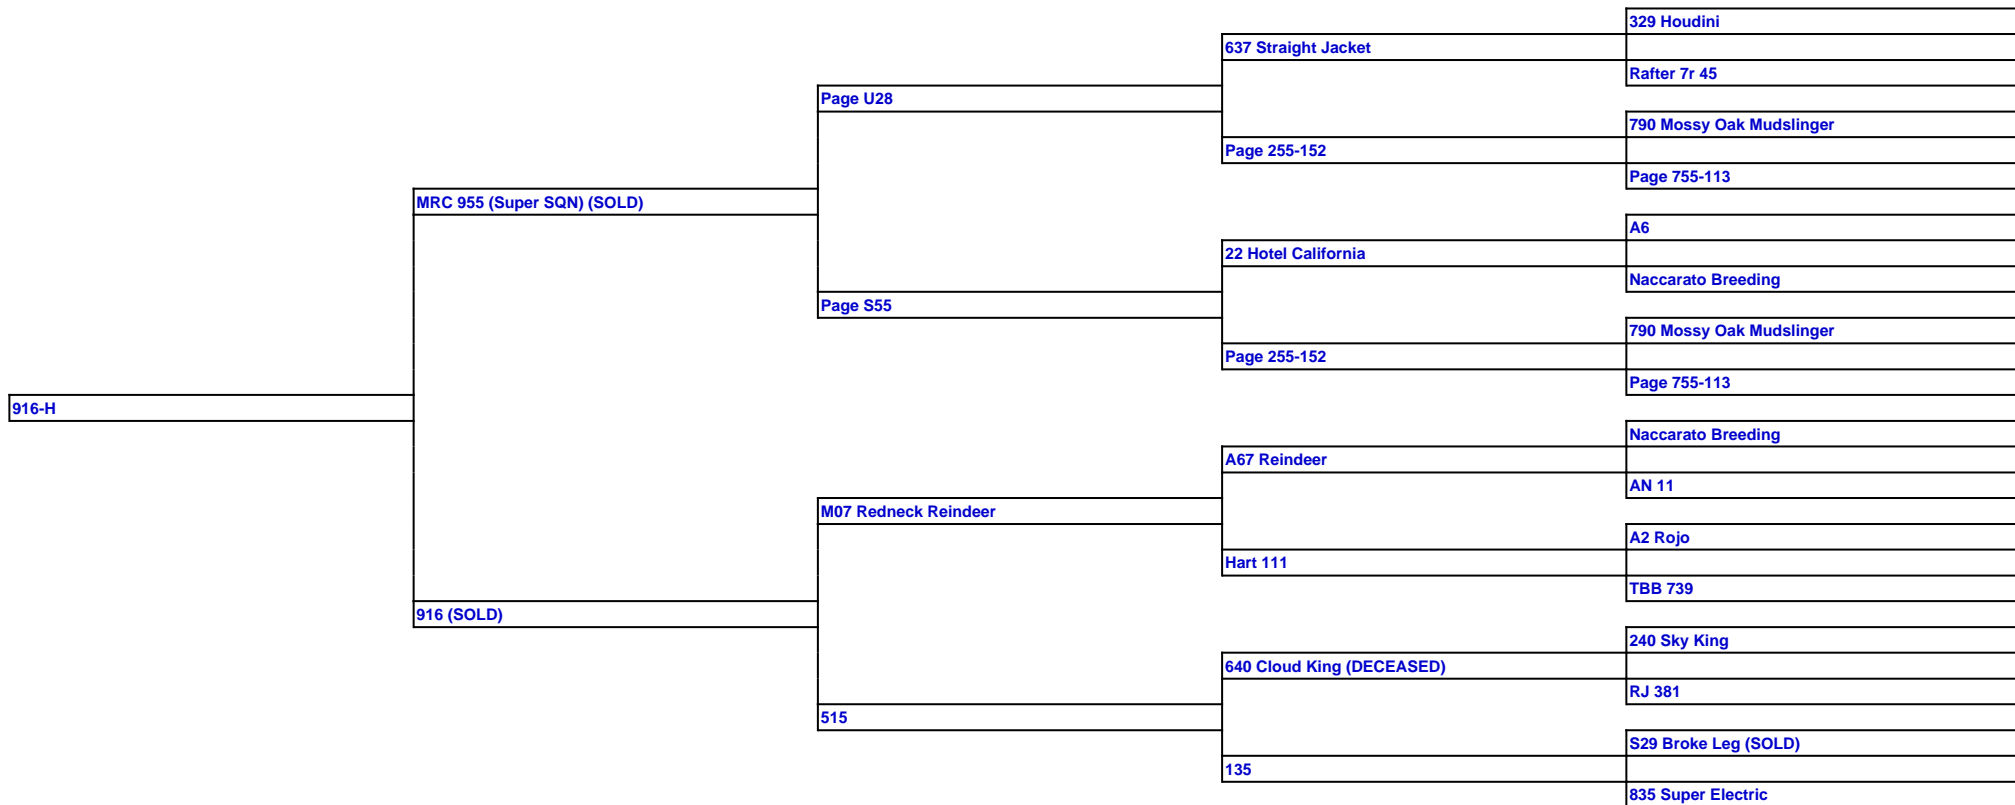 329 Houdini
637 Straight Jacket
Rafter 7r 45
Page U28
790 Mossy Oak Mudslinger
Page 255-152
Page 755-113
MRC 955 (Super SQN) (SOLD)
A6
22 Hotel California
Naccarato Breeding
Page S55
790 Mossy Oak Mudslinger
Page 255-152
Page 755-113
916-H
Naccarato Breeding
A67 Reindeer
AN 11
M07 Redneck Reindeer
A2 Rojo
Hart 111
TBB 739
916 (SOLD)
240 Sky King
640 Cloud King (DECEASED)
RJ 381
515
S29 Broke Leg (SOLD)
135
835 Super Electric